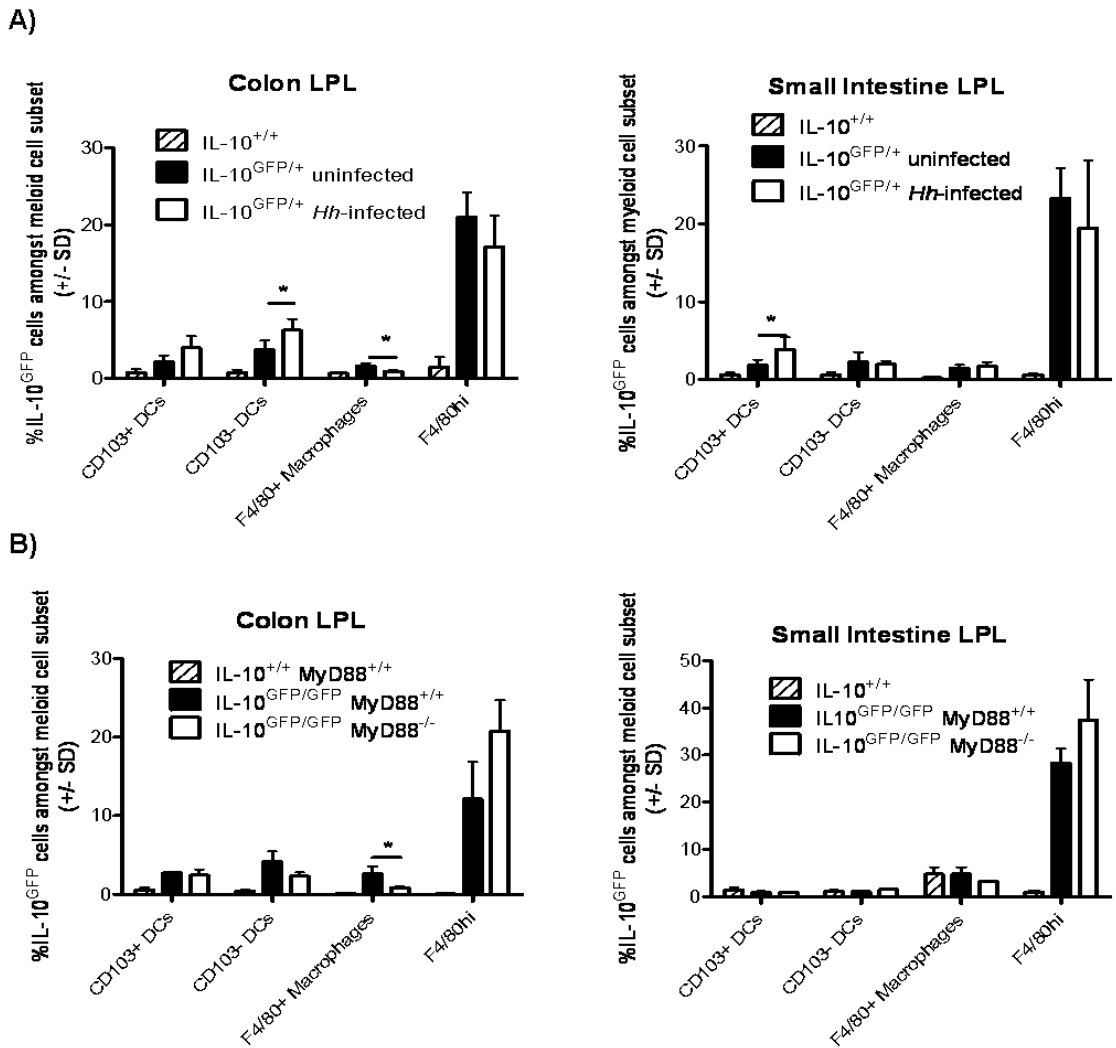 A)
Colon LPL
IL-10+/+
IL-10GFP/+ uninfected
IL-10GFP/+ Hh-infected
%IL-10GFP cells amongst meloid cell subset
(+/- SD)
30
20
10
0
*
*
CD103+ DCs
CD103- DCs
F4/80+ Macrophages
F4/80hi
Small Intestine LPL
IL-10+/+
IL-10GFP/+ uninfected
IL-10GFP/+ Hh-infected
%IL-10GFP cells amongst myeloid cell subset
(+/- SD)
30
20
10
0
*
CD103+ DCs
CD103- DCs
F4/80+ Macrophages
F4/80hi
B)
Colon LPL
IL-10+/+ MyD88+/+
IL-10GFP/GFP MyD88+/+
IL-10GFP/GFP MyD88-/-
%IL-10GFP cells amongst meloid cell subset
(+/- SD)
30
20
10
0
*
CD103+ DCs
CD103- DCs
F4/80+ Macrophages
F4/80hi
Small Intestine LPL
IL-10+/+
IL10GFP/GFP MyD88+/+
IL-10GFP/GFP MyD88-/-
%IL-10GFP cells amongst meloid cell subset
(+/- SD)
50
40
30
20
10
0
CD103+ DCs
CD103- DCs
F4/80+ Macrophages
F4/80hi